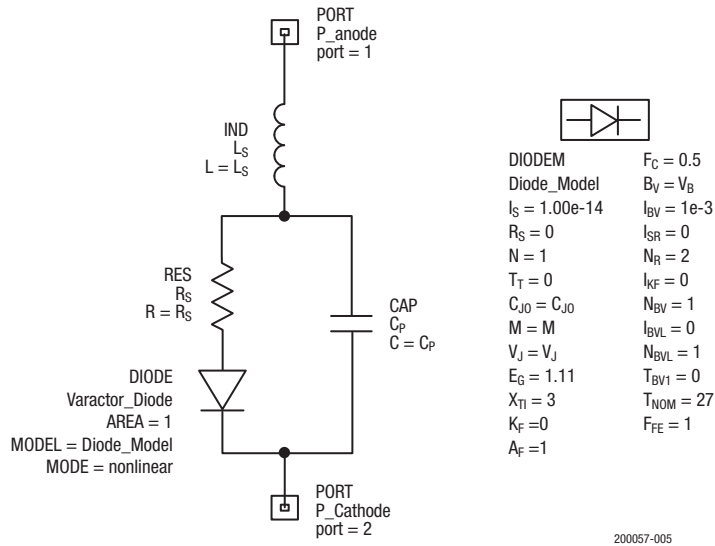 PORT
P_anode
port = 1
IND
LS
L = LS
RES
RS
R = RS
CAP
CP
C = CP
DIODE
Varactor_Diode
AREA = 1
MODEL = Diode_Model
MODE = nonlinear
PORT
P_Cathode
port = 2
DIODEM
Diode_Model
IS = 1.00e-14
RS = 0
N = 1
TT = 0
CJO = CJO
M = M
VJ = VJ
EG = 1.11
XTI = 3
KF =0
AF =1
FC = 0.5
BV = VB
IBV = 1e-3
ISR = 0
NR = 2
IKF = 0
NBV = 1
IBVL = 0
NBVL = 1
TBV1 = 0
TNOM = 27
FFE = 1
200057-005